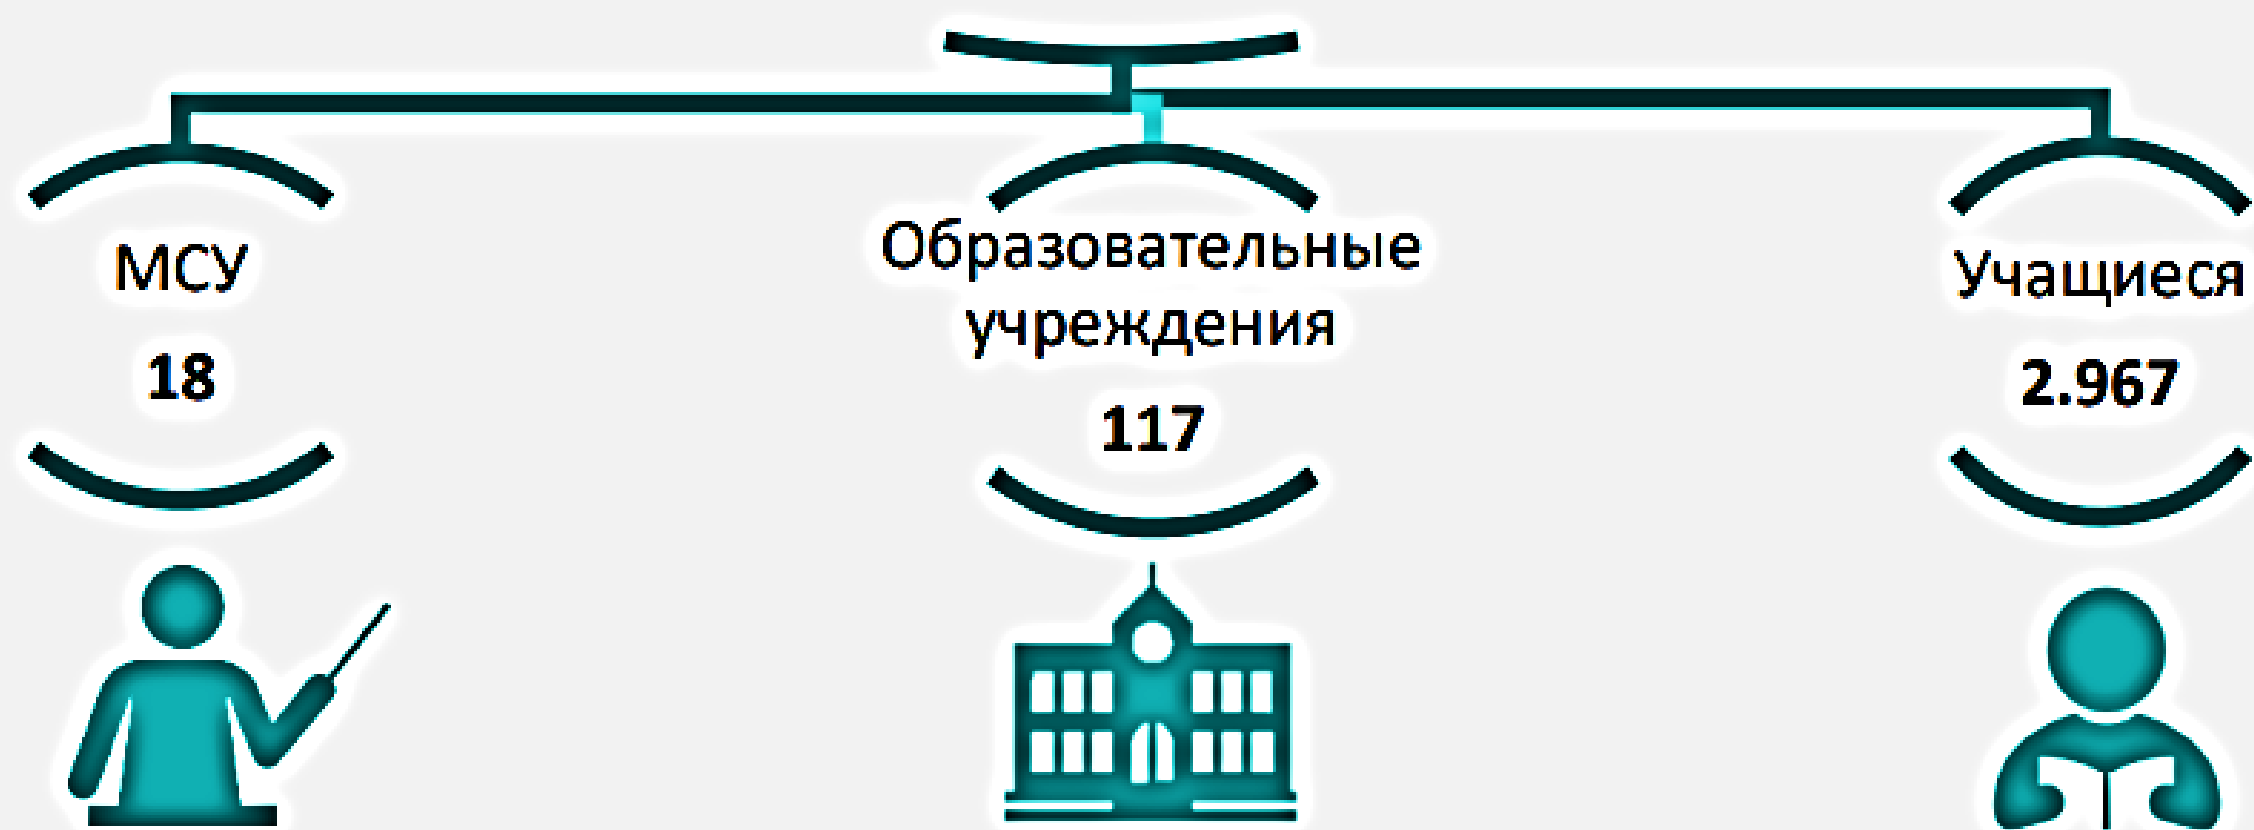 МСУ
18
Образовательные
учреждения
117
Учащиеся
2.967